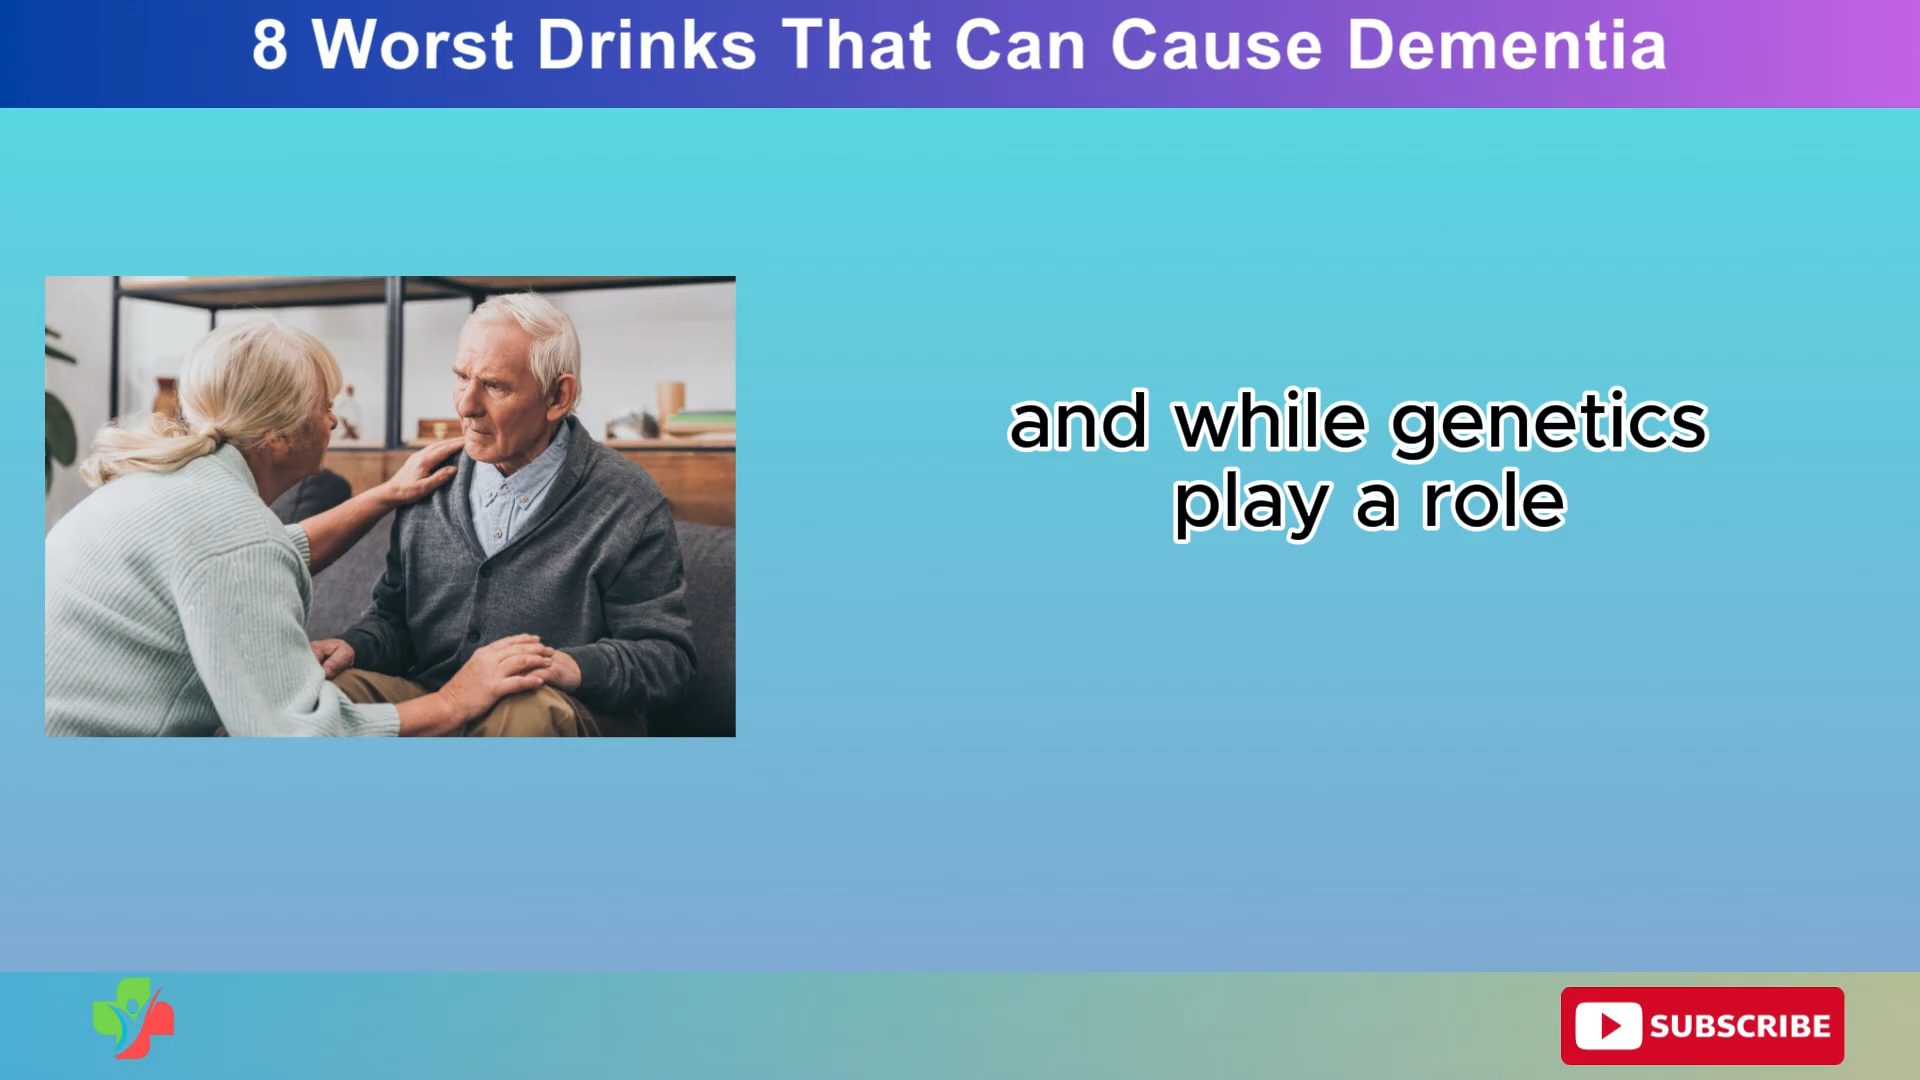 8 Worst Drinks That Can Cause Dementia
and while genetics
play a role
SUBSCRIBE